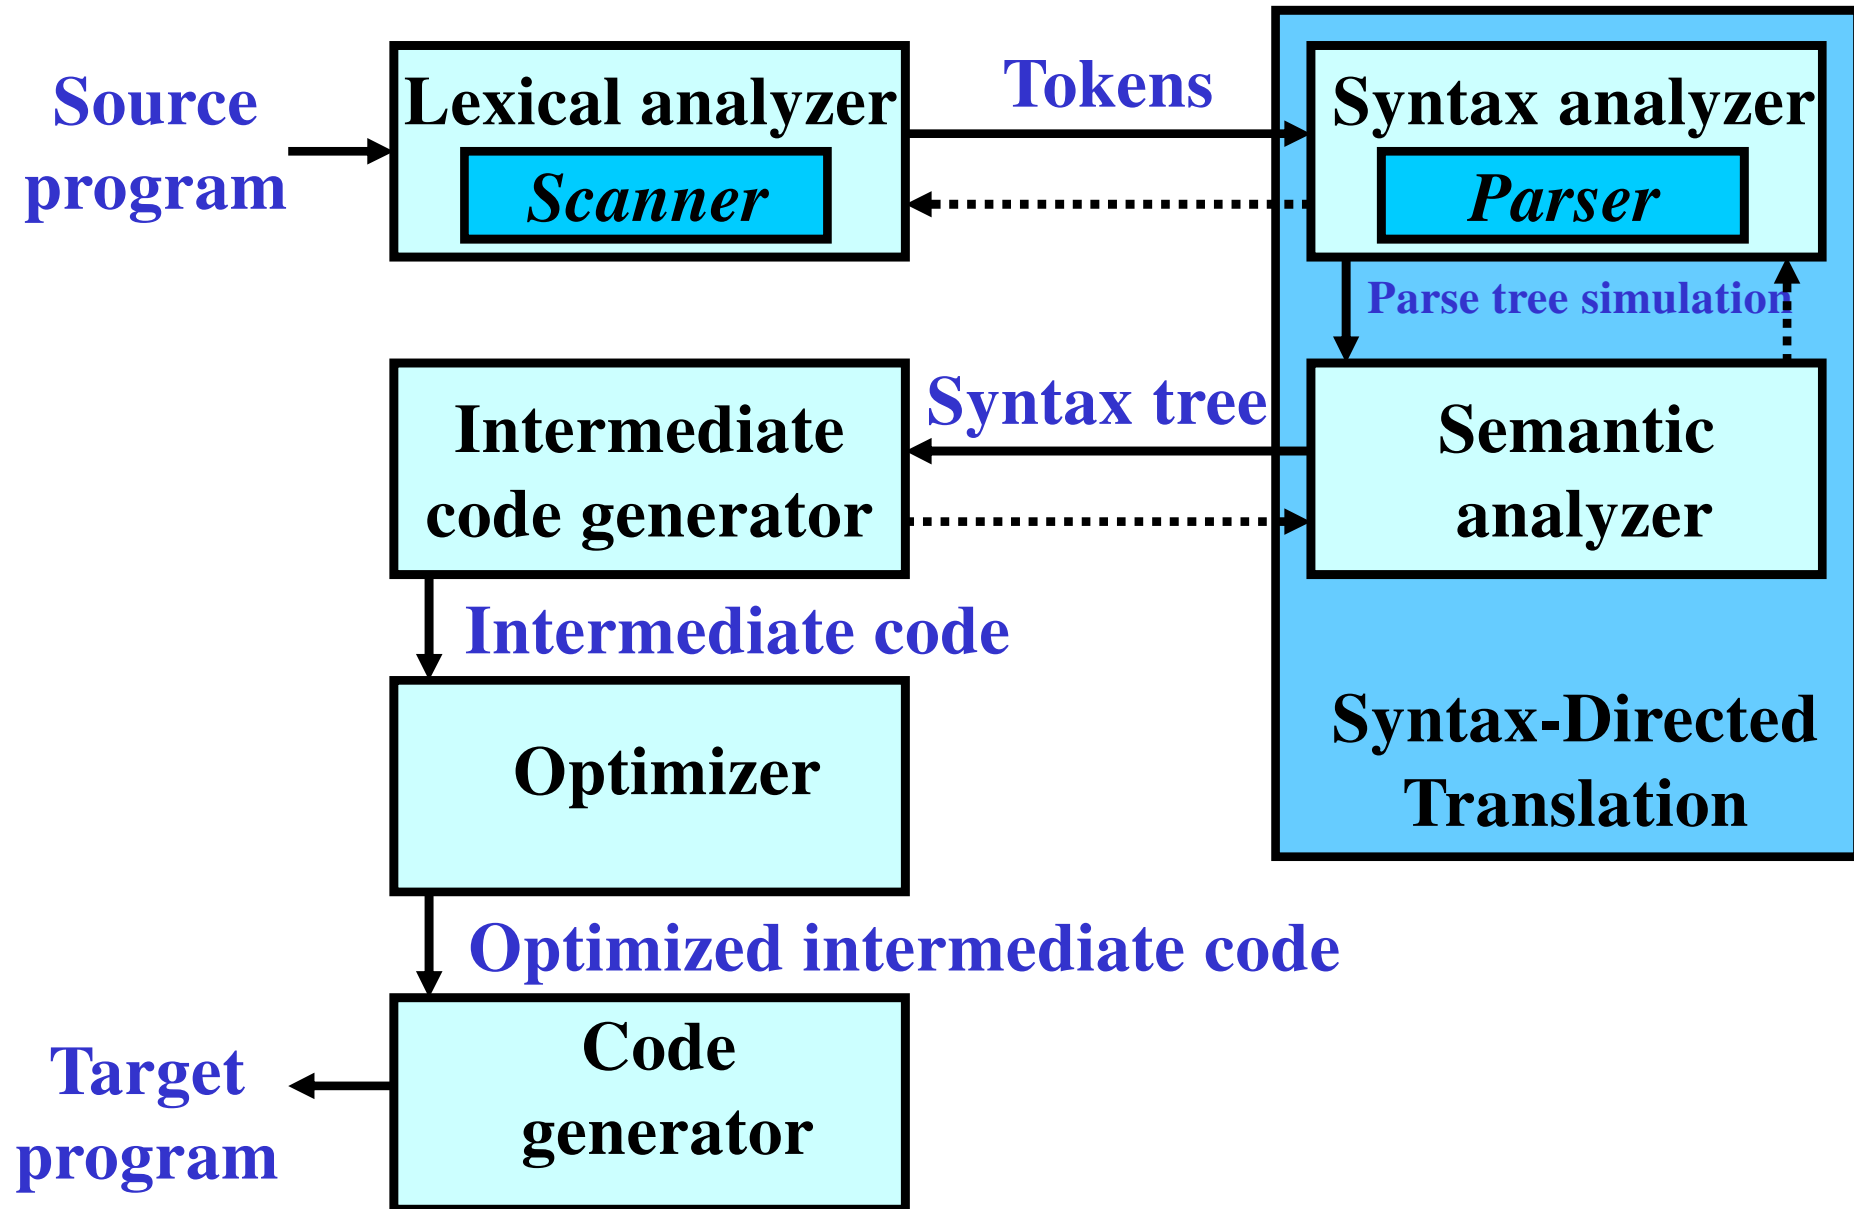 Source
program
Lexical analyzer
Scanner
Tokens
Syntax analyzer
Parser
Parse tree simulation
Intermediate
code generator
Syntax tree
Semantic
analyzer
Intermediate code
Syntax-Directed
Translation
Optimizer
Optimized intermediate code
Code
generator
Target
program